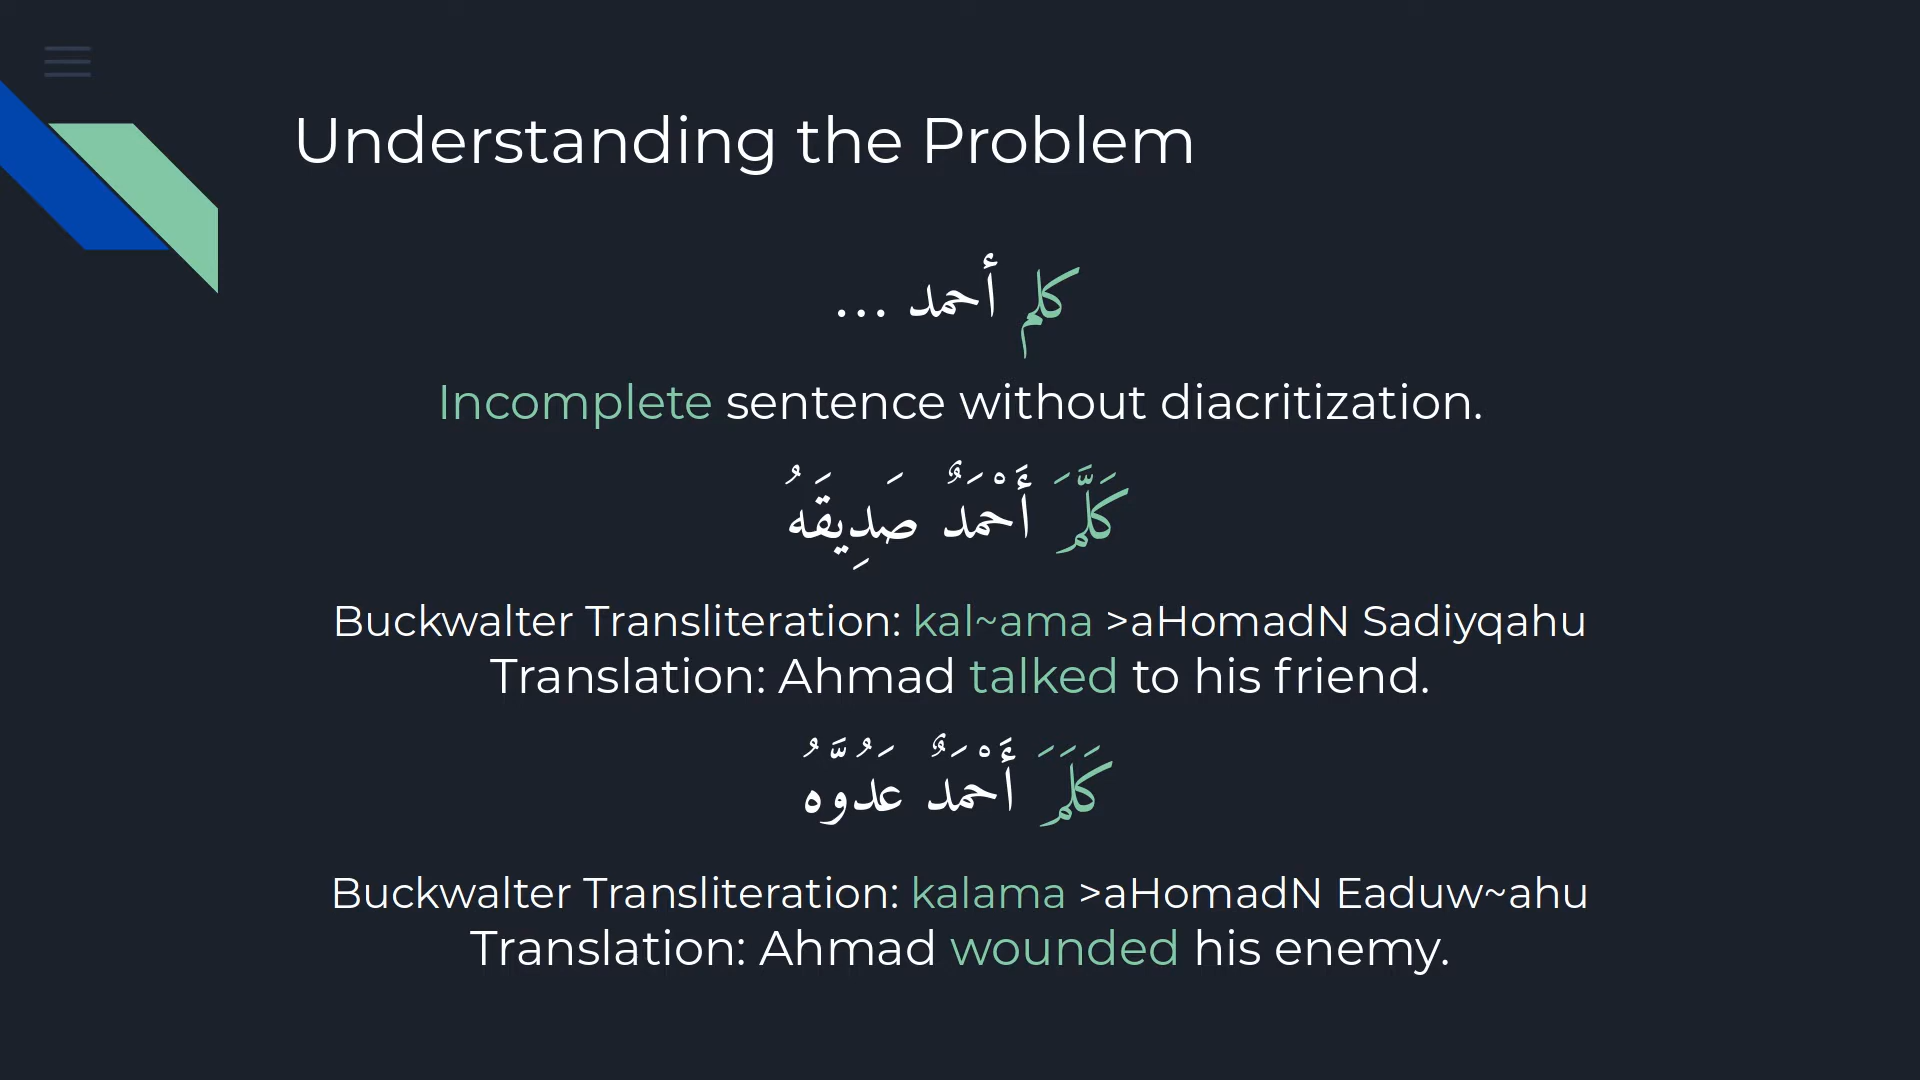 Understanding the Problem
كلم أحمد ...
Incomplete sentence without diacritization.
كَلَّمَ أَحْمَدٌ صَدِيقَهُ
Buckwalter Transliteration: kal~ama >aHomadN Sadiyqahu
Translation: Ahmad talked to his friend.
كَلَمَ أَحْمَدٌ عَدُوَّهُ
Buckwalter Transliteration: kalama >aHomadN Eaduw~ahu
Translation: Ahmad wounded his enemy.